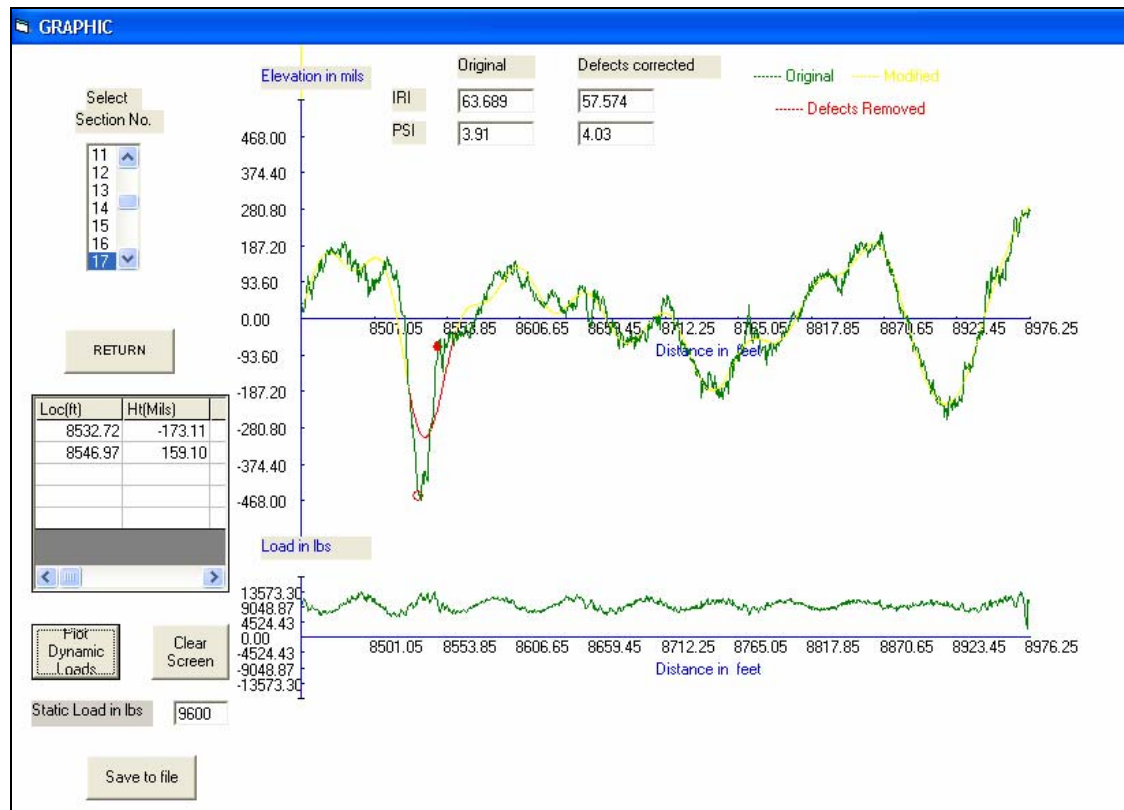 GRAPHIC
Original
Defects corrected
Elevation in mils
------ Original
------ Modified
------ Defects Removed
IRI
63.689
57.574
PSI
3.91
4.03
Select
Section No.
11
12
13
14
15
16
17
468.00
374.40
280.80
187.20
93.60
0.00
-93.60
-187.20
-280.80
-374.40
-468.00
8501.05
8553.85
8606.65
8659.45
8712.25
8765.05
8817.85
8870.65
8923.45
8976.25
Distance in feet
RETURN
Loc(ft)
Ht(Mils)
8532.72
-173.11
8546.97
159.10
Load in lbs
13573.30
9048.87
4524.43
0.00
-4524.43
-9048.87
-13573.30
8501.05
8553.85
8606.65
8659.45
8712.25
8765.05
8817.85
8870.65
8923.45
8976.25
Distance in feet
Plot
Dynamic
Loads
Clear
Screen
Static Load in lbs
9600
Save to file